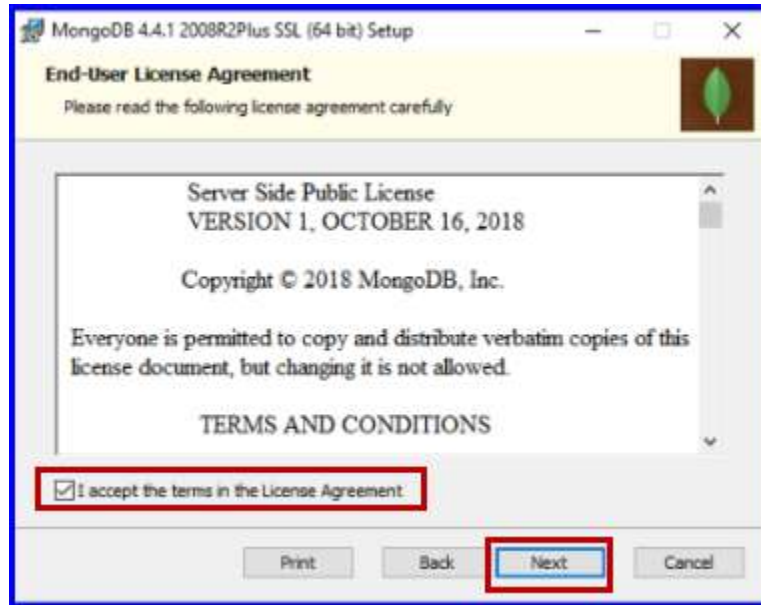 MongoDB 4.4.1 2008R2Plus SSL (64 bit) Setup
End-User License Agreement
Please read the following license agreement carefully
Server Side Public License
VERSION 1, OCTOBER 16, 2018
Copyright © 2018 MongoDB, Inc.
Everyone is permitted to copy and distribute verbatim copies of this
license document, but changing it is not allowed.
TERMS AND CONDITIONS
I accept the terms in the License Agreement
Print Back Next Cancel